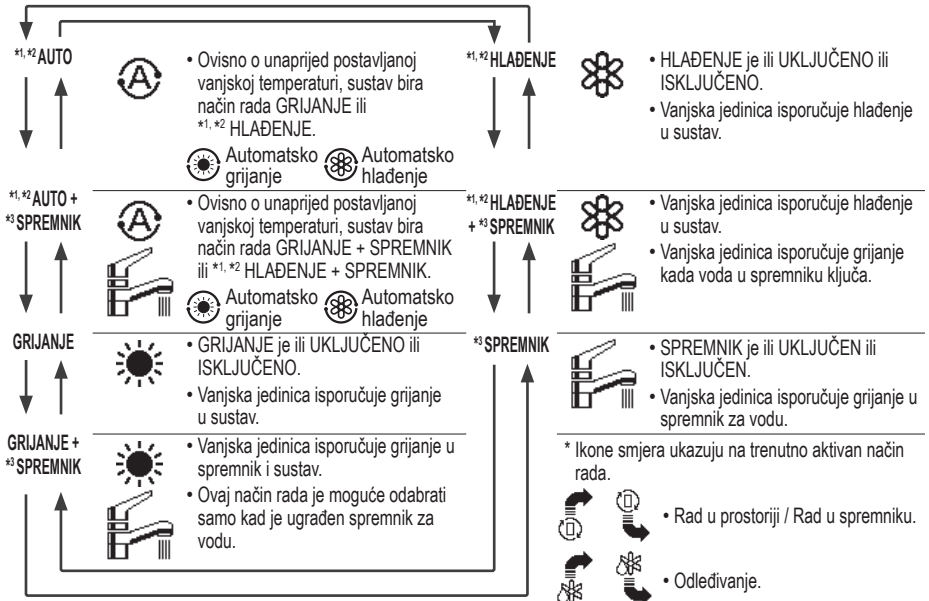 *1, *2 AUTO
• Ovisno o unaprijed postavljanoj
vanjskoj temperaturi, sustav bira
način rada GRIJANJE ili
*1, *2 HLAĐENJE.
Automatsko
grijanje
Automatsko
hlađenje
*1, *2 AUTO +
*3 SPREMNIK
• Ovisno o unaprijed postavljanoj
vanjskoj temperaturi, sustav bira
način rada GRIJANJE + SPREMNIK
ili *1, *2 HLAĐENJE + SPREMNIK.
Automatsko
grijanje
Automatsko
hlađenje
GRIJANJE
• GRIJANJE je ili UKLJUČENO ili
ISKLJUČENO.
• Vanjska jedinica isporučuje grijanje
u sustav.
GRIJANJE +
*3 SPREMNIK
• Vanjska jedinica isporučuje grijanje u
spremnik i sustav.
• Ovaj način rada je moguće odabrati
samo kad je ugrađen spremnik za
vodu.
*1, *2 HLAĐENJE
• HLAĐENJE je ili UKLJUČENO ili
ISKLJUČENO.
• Vanjska jedinica isporučuje hlađenje
u sustav.
*1, *2 HLAĐENJE
+ *3 SPREMNIK
• Vanjska jedinica isporučuje hlađenje
u sustav.
• Vanjska jedinica isporučuje grijanje
kada voda u spremniku ključa.
*3 SPREMNIK
• SPREMNIK je ili UKLJUČEN ili
ISKLJUČEN.
• Vanjska jedinica isporučuje grijanje u
spremnik za vodu.
* Ikone smjera ukazuju na trenutno aktivan način
rada.
• Rad u prostoriji / Rad u spremniku.
• Odleđivanje.